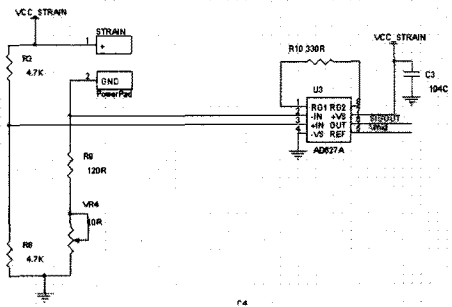 VCC_STRAIN
STRAIN
1
+
R2
4.7K
2
GND
PowerPad
R9
120R
VR4
10R
R8
4.7K
R10 330R
VCC_STRAIN
C3
104C
U3
1
RG1 RG2
8
2
-IN +VS
7
3
+IN OUT
6
SIGOUT
4
-VS REF
5
Vmid
AD627A
C4